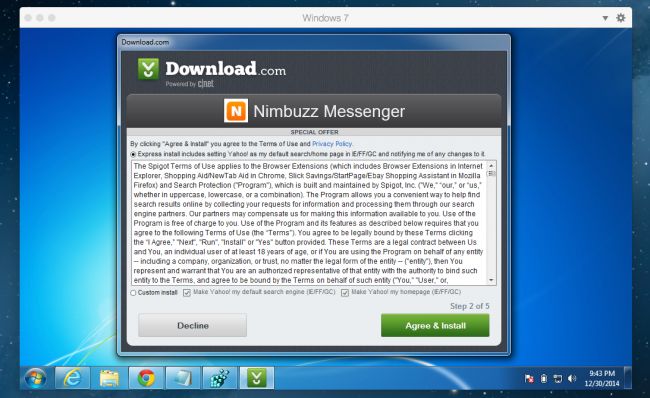 Windows 7
Download.com
Download.com
Powered by c|net
N Nimbuzz Messenger
SPECIAL OFFER
By clicking "Agree & Install" you agree to the Terms of Use and Privacy Policy.
Express install includes setting Yahoo! as my default search/home page in IE/FF/GC and notifying me of any changes to it.
The Spigot Terms of Use applies to the Browser Extensions (which includes Browser Extensions in Internet
Explorer, Shopping Aid/NewTab Aid in Chrome, Slick Savings/StartPage/Ebay Shopping Assistant in Mozilla
Firefox) and Search Protection ("Program"), which is built and maintained by Spigot, Inc. ("We," "our," or "us,"
whether in uppercase, lowercase, or a combination). The Program allows you a convenient way to help find
search results online by collecting your requests for information and processing them through our search
engine partners. Our partners may compensate us for making this information available to you. Use of the
Program is free of charge to you. Use of the Program and its features as described below requires that you
agree to the following Terms of Use (the "Terms"). You agree to be legally bound by these Terms by clicking
the "I Agree," "Next", "Run", "Install" or "Yes" button provided. These Terms are a legal contract between Us
and You, an individual user of at least 18 years of age, or if You are using the Program on behalf of any entity
-- including a company, organization, or trust, no matter the legal form of the entity -- ("entity"), then You
represent and warrant that You are an authorized representative of that entity with the authority to bind such
entity to the Terms, and agree to be bound by the Terms on behalf of such entity ("You," "User," or,
Custom install Make Yahoo! my default search engine (IE/FF/GC) Make Yahoo! my homepage (IE/FF/GC)
Step 2 of 5
Decline Agree & Install
9:43 PM
12/30/2014